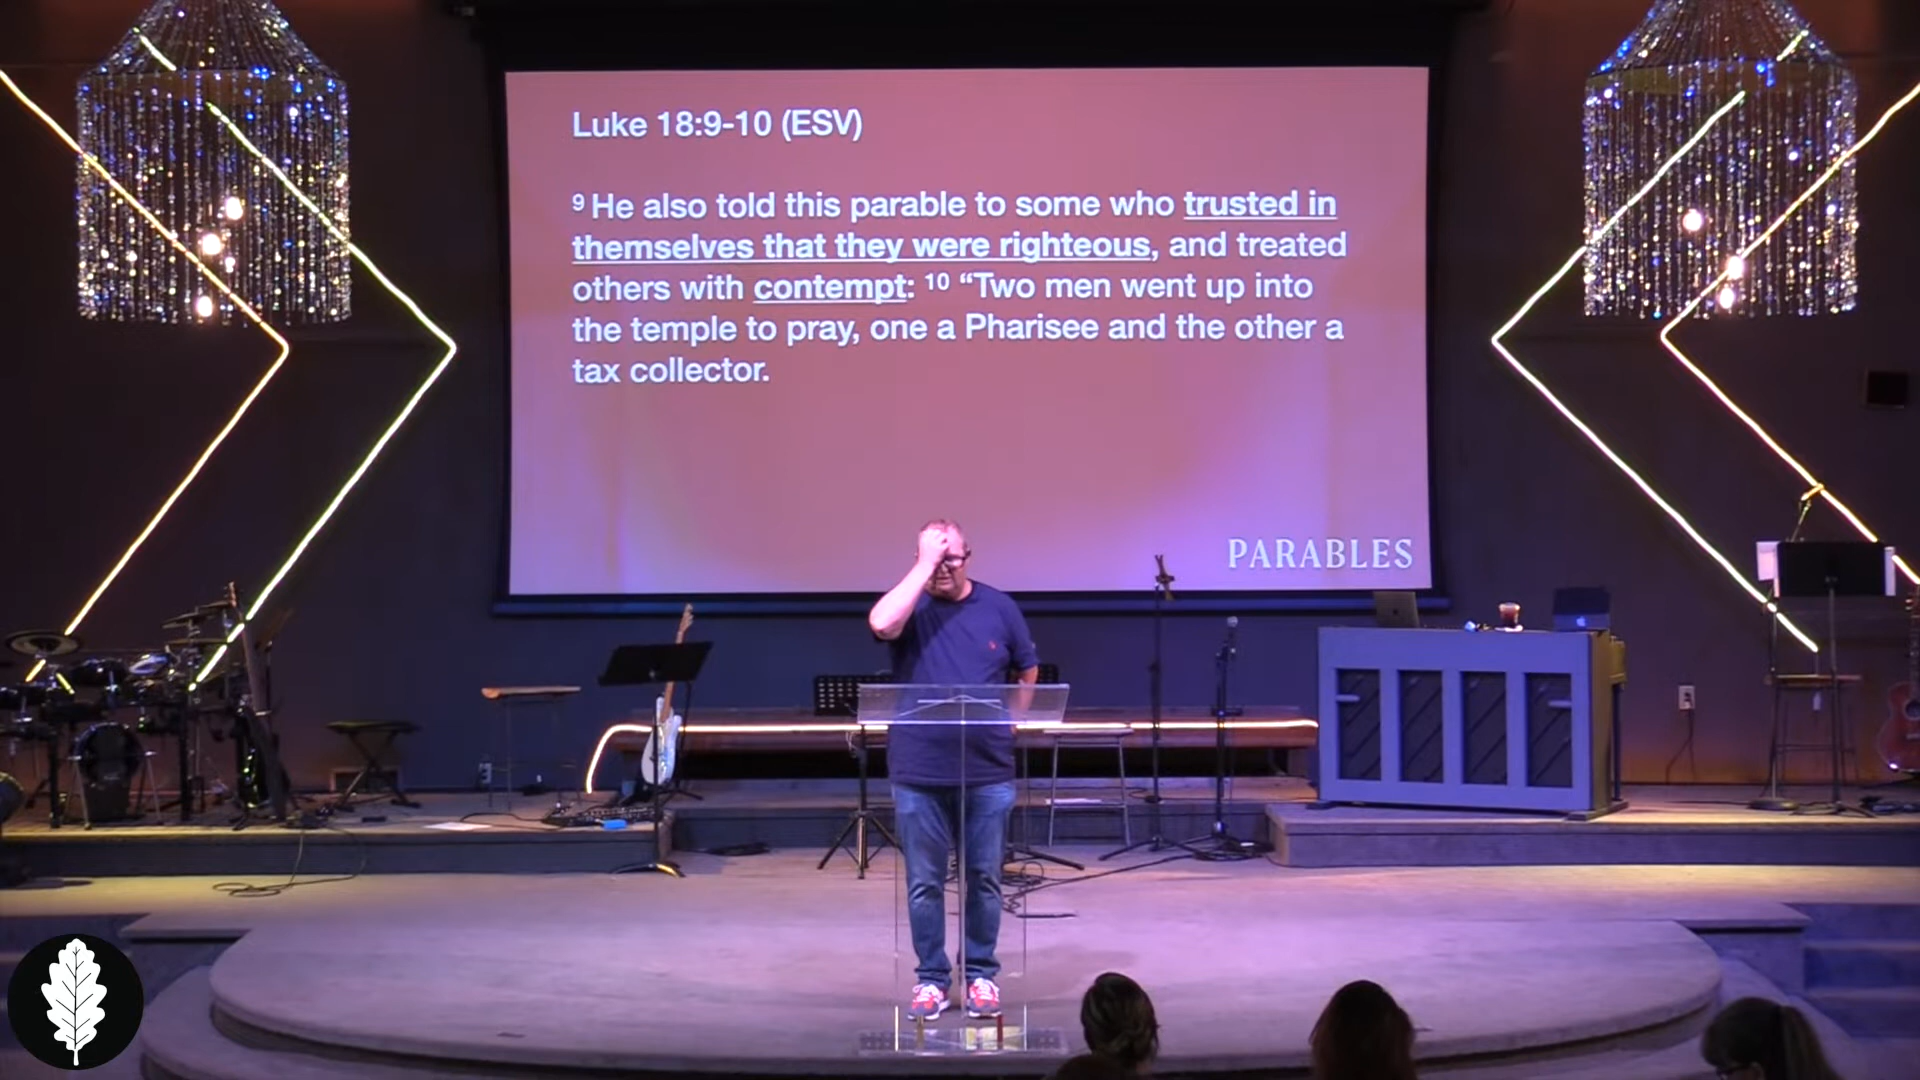 Luke 18:9-10 (ESV)
⁹ He also told this parable to some who trusted in
themselves that they were righteous, and treated
others with contempt: ¹⁰ “Two men went up into
the temple to pray, one a Pharisee and the other a
tax collector.
PARABLES